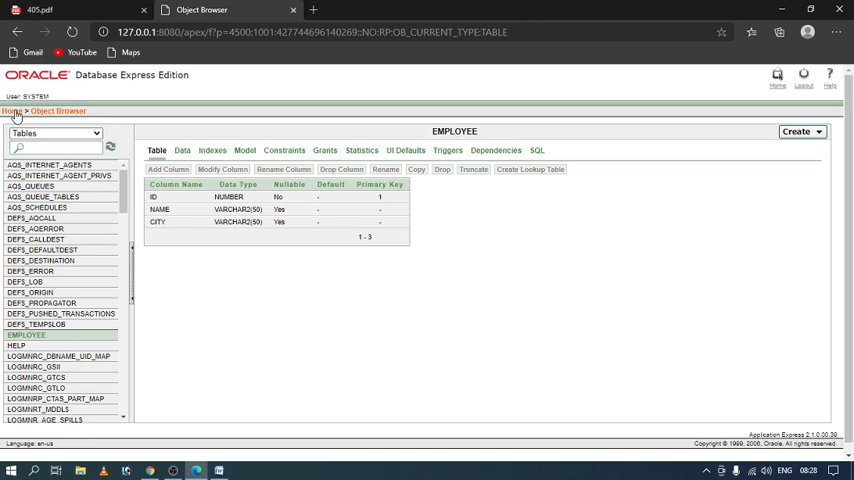 405.pdf
Object Browser
127.0.0.1:8080/apex/f?p=4500:1001:427744696140269::NO:RP:OB_CURRENT_TYPE:TABLE
Gmail YouTube Maps
ORACLE Database Express Edition
Home Logout Help
User: SYSTEM
Home > Object Browser
Tables
EMPLOYEE
Create
Table Data Indexes Model Constraints Grants Statistics UI Defaults Triggers Dependencies SQL
Add Column Modify Column Rename Column Drop Column Rename Copy Drop Truncate Create Lookup Table
Column Name Data Type Nullable Default Primary Key
ID NUMBER No - 1
NAME VARCHAR2(50) Yes - -
CITY VARCHAR2(50) Yes - -
1 - 3
AQ$_INTERNET_AGENTS
AQ$_INTERNET_AGENT_PRIVS
AQ$_QUEUES
AQ$_QUEUE_TABLES
AQ$_SCHEDULES
DEF$_AQCALL
DEF$_AQERROR
DEF$_CALLDEST
DEF$_DEFAULTDEST
DEF$_DESTINATION
DEF$_ERROR
DEF$_LOB
DEF$_ORIGIN
DEF$_PROPAGATOR
DEF$_PUSHED_TRANSACTIONS
DEF$_TEMP$LOB
EMPLOYEE
HELP
LOGMNRC_DBNAME_UID_MAP
LOGMNRC_GSII
LOGMNRC_GTCS
LOGMNRC_GTLO
LOGMNRP_CTAS_PART_MAP
LOGMNRT_MDDL$
LOGMNR_AGE_SPILL$
Application Express 2.1.0.00.39
Language: en-us
Copyright © 1999, 2006, Oracle. All rights reserved.
ENG 08:28